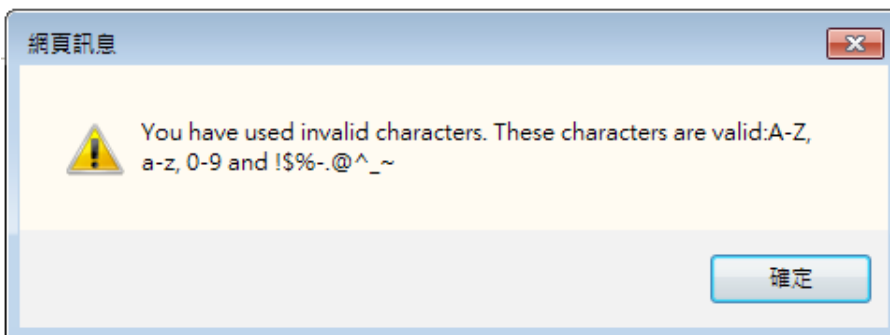 網頁訊息
You have used invalid characters. These characters are valid:A-Z,
a-z, 0-9 and !$%-.@^_~
確定